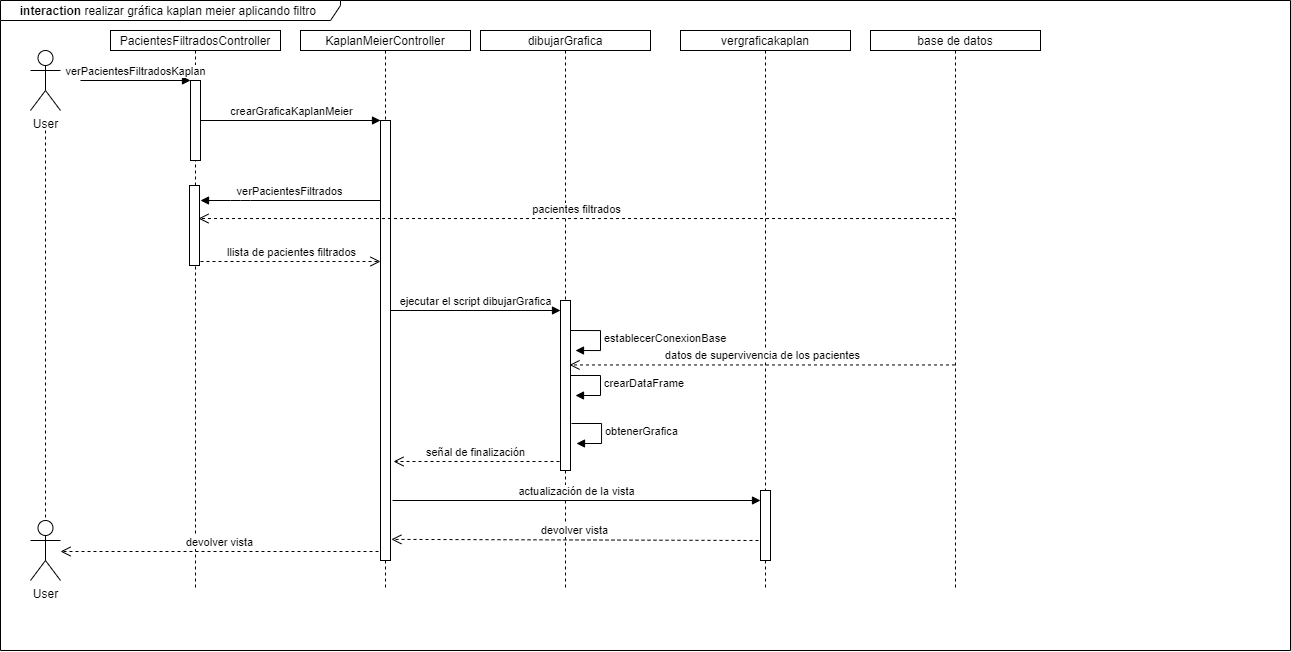 interaction realizar gráfica kaplan meier aplicando filtro
PacientesFiltradosController
KaplanMeierController
dibujarGrafica
vergraficakaplan
base de datos
verPacientesFiltradosKaplan
User
crearGraficaKaplanMeier
verPacientesFiltrados
pacientes filtrados
llista de pacientes filtrados
ejecutar el script dibujarGrafica
establecerConexionBase
datos de supervivencia de los pacientes
crearDataFrame
obtenerGrafica
señal de finalización
actualización de la vista
devolver vista
devolver vista
User